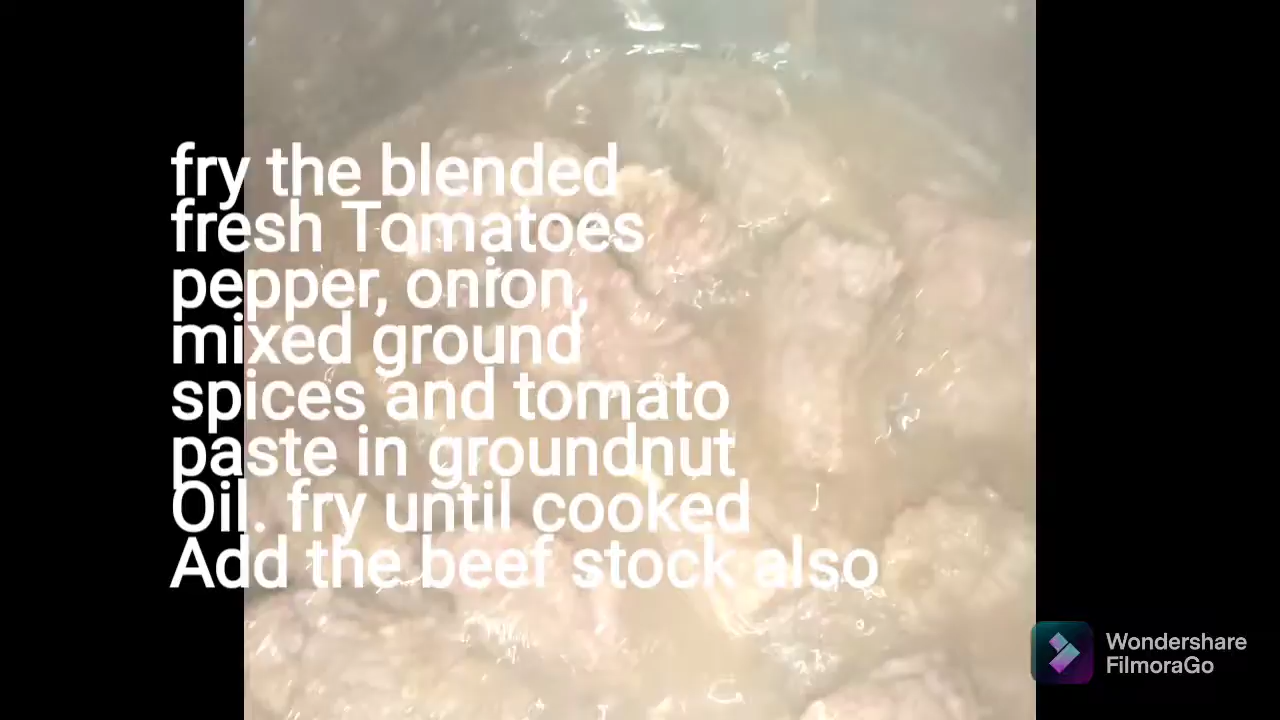 fry the blended
fresh Tomatoes
pepper, onion,
mixed ground
spices and tomato
paste in groundnut
Oil. fry until cooked
Add the beef stock also
Wondershare
FilmoraGo